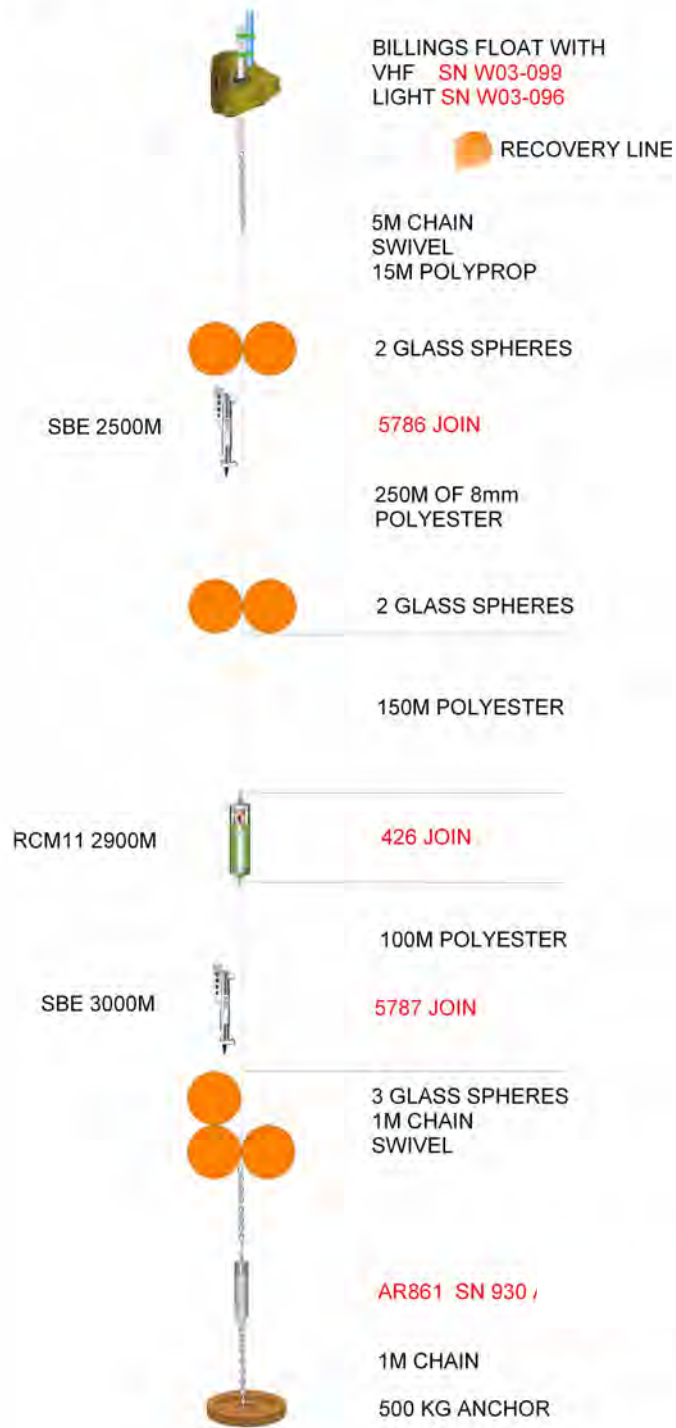 BILLINGS FLOAT WITH
VHF SN W03-099
LIGHT SN W03-096
RECOVERY LINE
5M CHAIN
SWIVEL
15M POLYPROP
2 GLASS SPHERES
SBE 2500M
5786 JOIN
250M OF 8mm
POLYESTER
2 GLASS SPHERES
150M POLYESTER
RCM11 2900M
426 JOIN
100M POLYESTER
SBE 3000M
5787 JOIN
3 GLASS SPHERES
1M CHAIN
SWIVEL
AR861 SN 930
1M CHAIN
500 KG ANCHOR